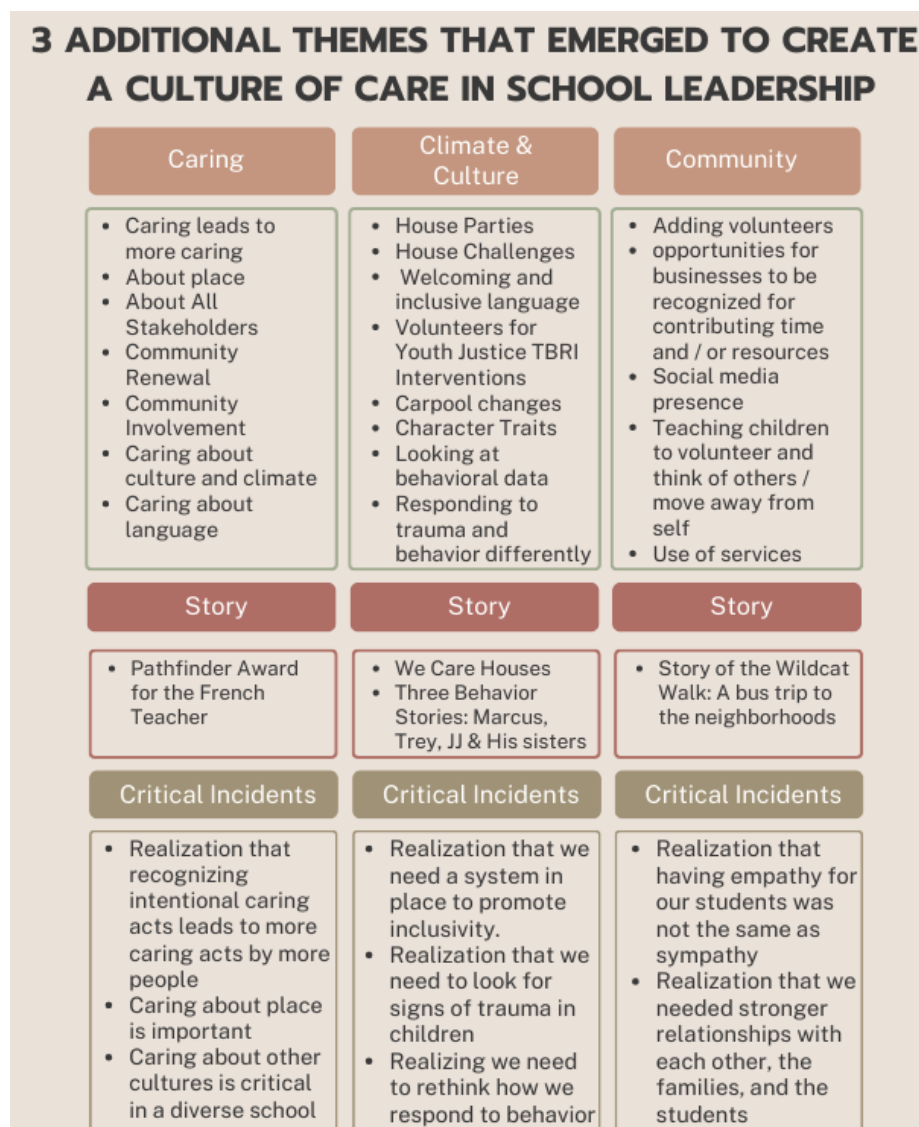 3 ADDITIONAL THEMES THAT EMERGED TO CREATE
A CULTURE OF CARE IN SCHOOL LEADERSHIP
Caring
• Caring leads to
more caring
• About place
• About All
Stakeholders
• Community
Renewal
• Community
Involvement
• Caring about
culture and climate
• Caring about
language
Story
• Pathfinder Award
for the French
Teacher
Critical Incidents
• Realization that
recognizing
intentional caring
acts leads to more
caring acts by more
people
• Caring about place
is important
• Caring about other
cultures is critical
in a diverse school
Climate &
Culture
• House Parties
• House Challenges
• Welcoming and
inclusive language
• Volunteers for
Youth Justice TBRI
Interventions
• Carpool changes
• Character Traits
• Looking at
behavioral data
• Responding to
trauma and
behavior differently
Story
• We Care Houses
• Three Behavior
Stories: Marcus,
Trey, JJ & His sisters
Critical Incidents
• Realization that we
need a system in
place to promote
inclusivity.
• Realization that we
need to look for
signs of trauma in
children
• Realizing we need
to rethink how we
respond to behavior
Community
• Adding volunteers
• opportunities for
businesses to be
recognized for
contributing time
and / or resources
• Social media
presence
• Teaching children
to volunteer and
think of others /
move away from
self
• Use of services
Story
• Story of the Wildcat
Walk: A bus trip to
the neighborhoods
Critical Incidents
• Realization that
having empathy for
our students was
not the same as
sympathy
• Realization that we
needed stronger
relationships with
each other, the
families, and the
students